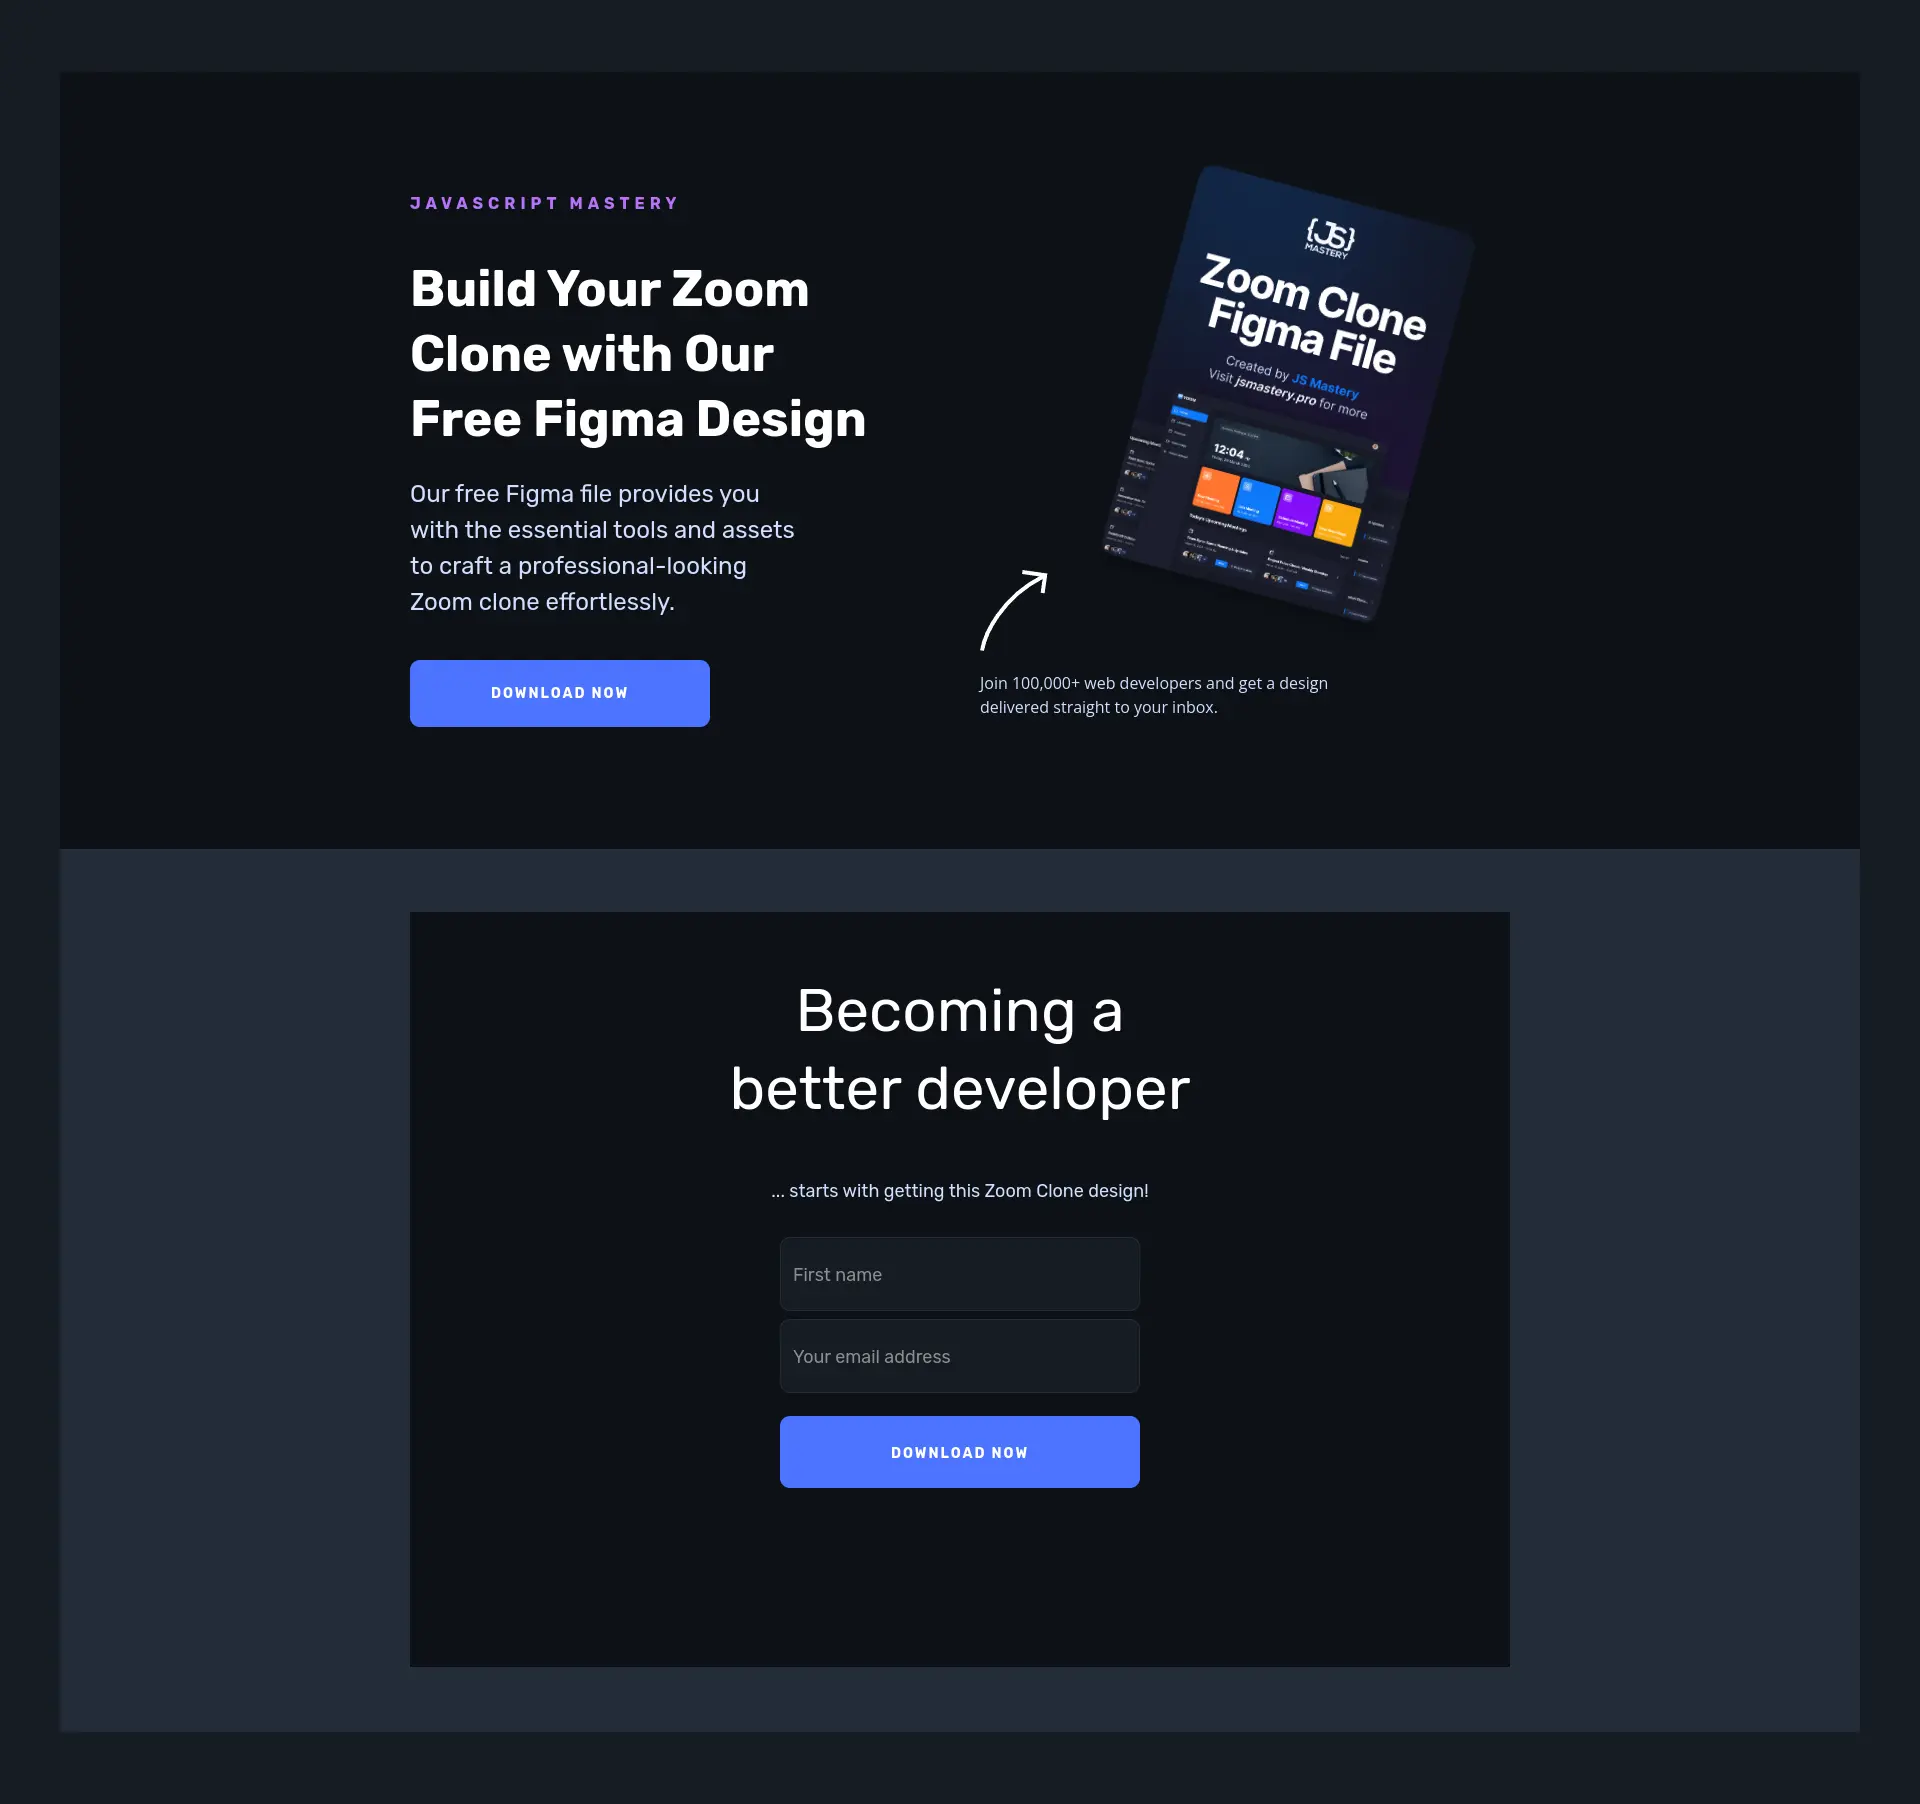 JAVASCRIPT MASTERY
Build Your Zoom
Clone with Our
Free Figma Design
Our free Figma file provides you
with the essential tools and assets
to craft a professional-looking
Zoom clone effortlessly.
DOWNLOAD NOW
{JS}
MASTERY
Zoom Clone
Figma File
Created by JS Mastery
Visit jsmastery.pro for more
12:04
Today's Upcoming Meetings
Join 100,000+ web developers and get a design
delivered straight to your inbox.
Becoming a
better developer
... starts with getting this Zoom Clone design!
First name
Your email address
DOWNLOAD NOW